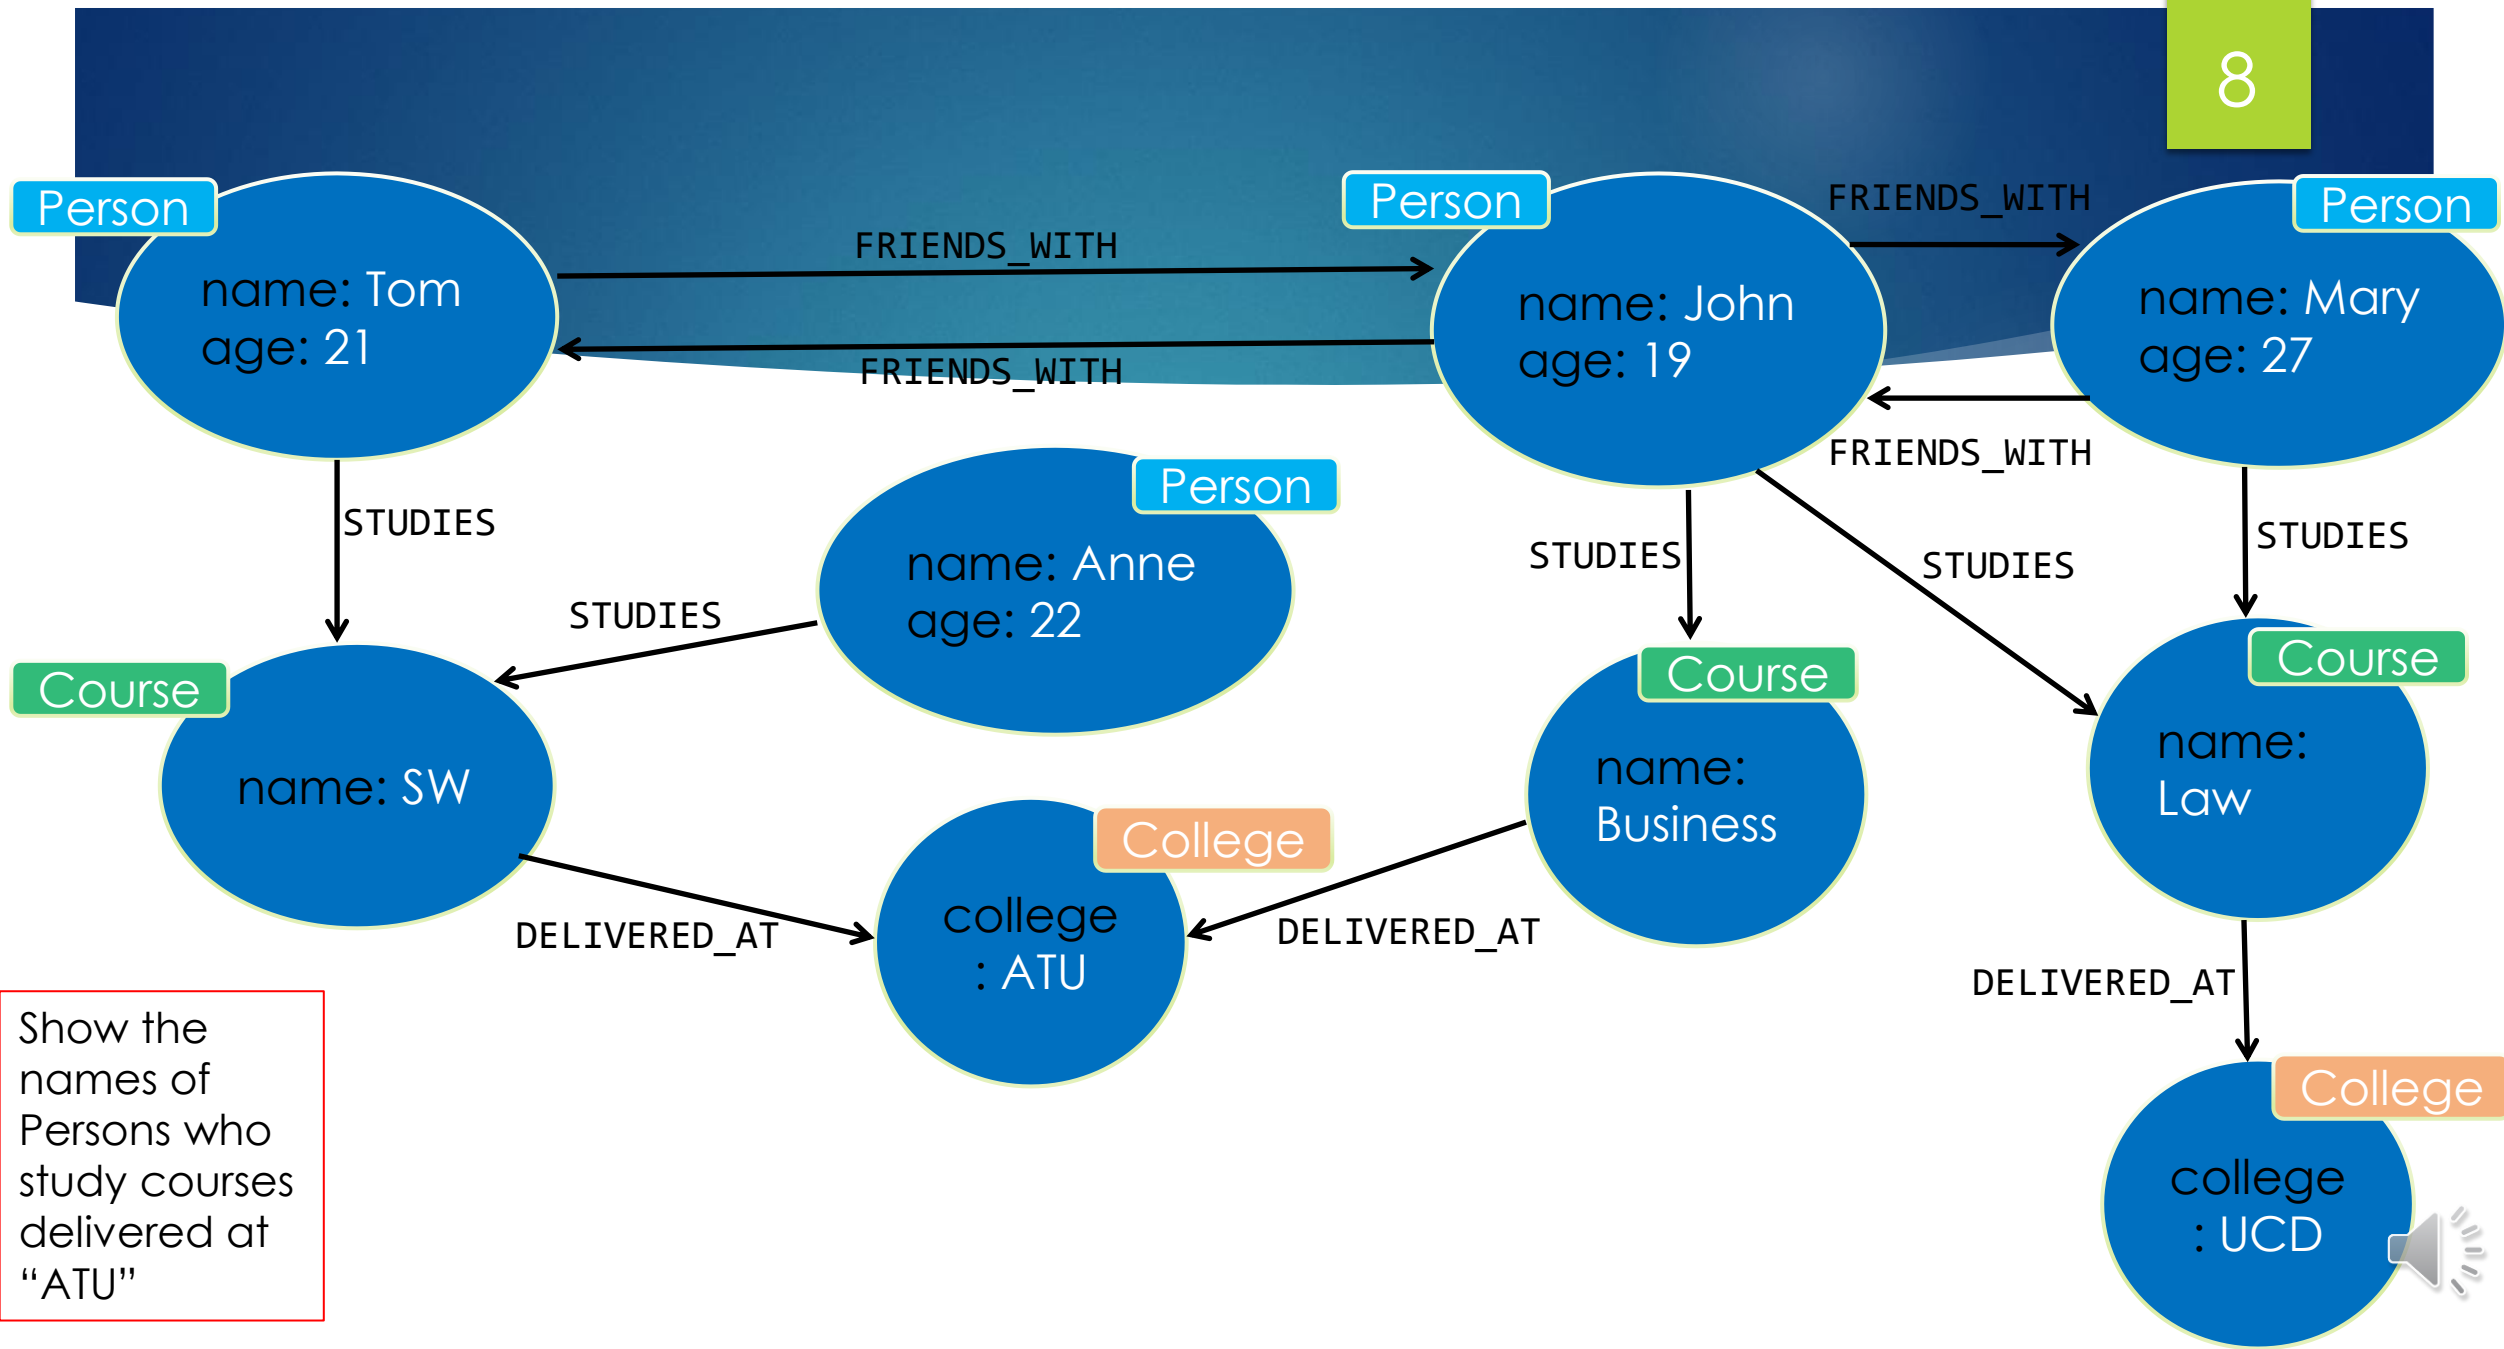 8
Person
Person
FRIENDS_WITH
Person
FRIENDS_WITH
name: Tom
age: 21
name: John
age: 19
name: Mary
age: 27
FRIENDS_WITH
FRIENDS_WITH
Person
STUDIES
name: Anne
age: 22
STUDIES
STUDIES
STUDIES
STUDIES
Course
Course
Course
name: SW
name:
Business
name:
Law
College
college
: ATU
DELIVERED_AT
DELIVERED_AT
DELIVERED_AT
Show the
names of
Persons who
study courses
delivered at
“ATU”
College
college
: UCD